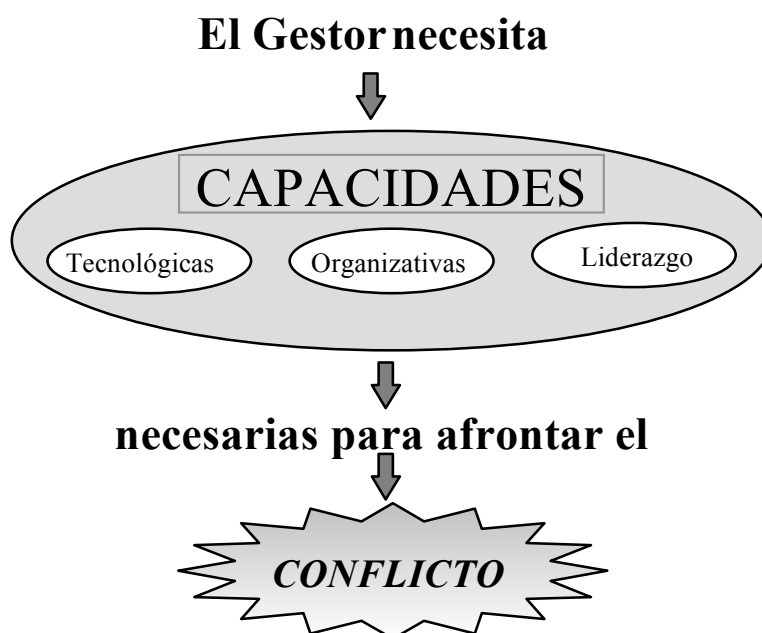 El Gestor necesita
CAPACIDADES
Tecnológicas Organizativas Liderazgo
necesarias para afrontar el
CONFLICTO